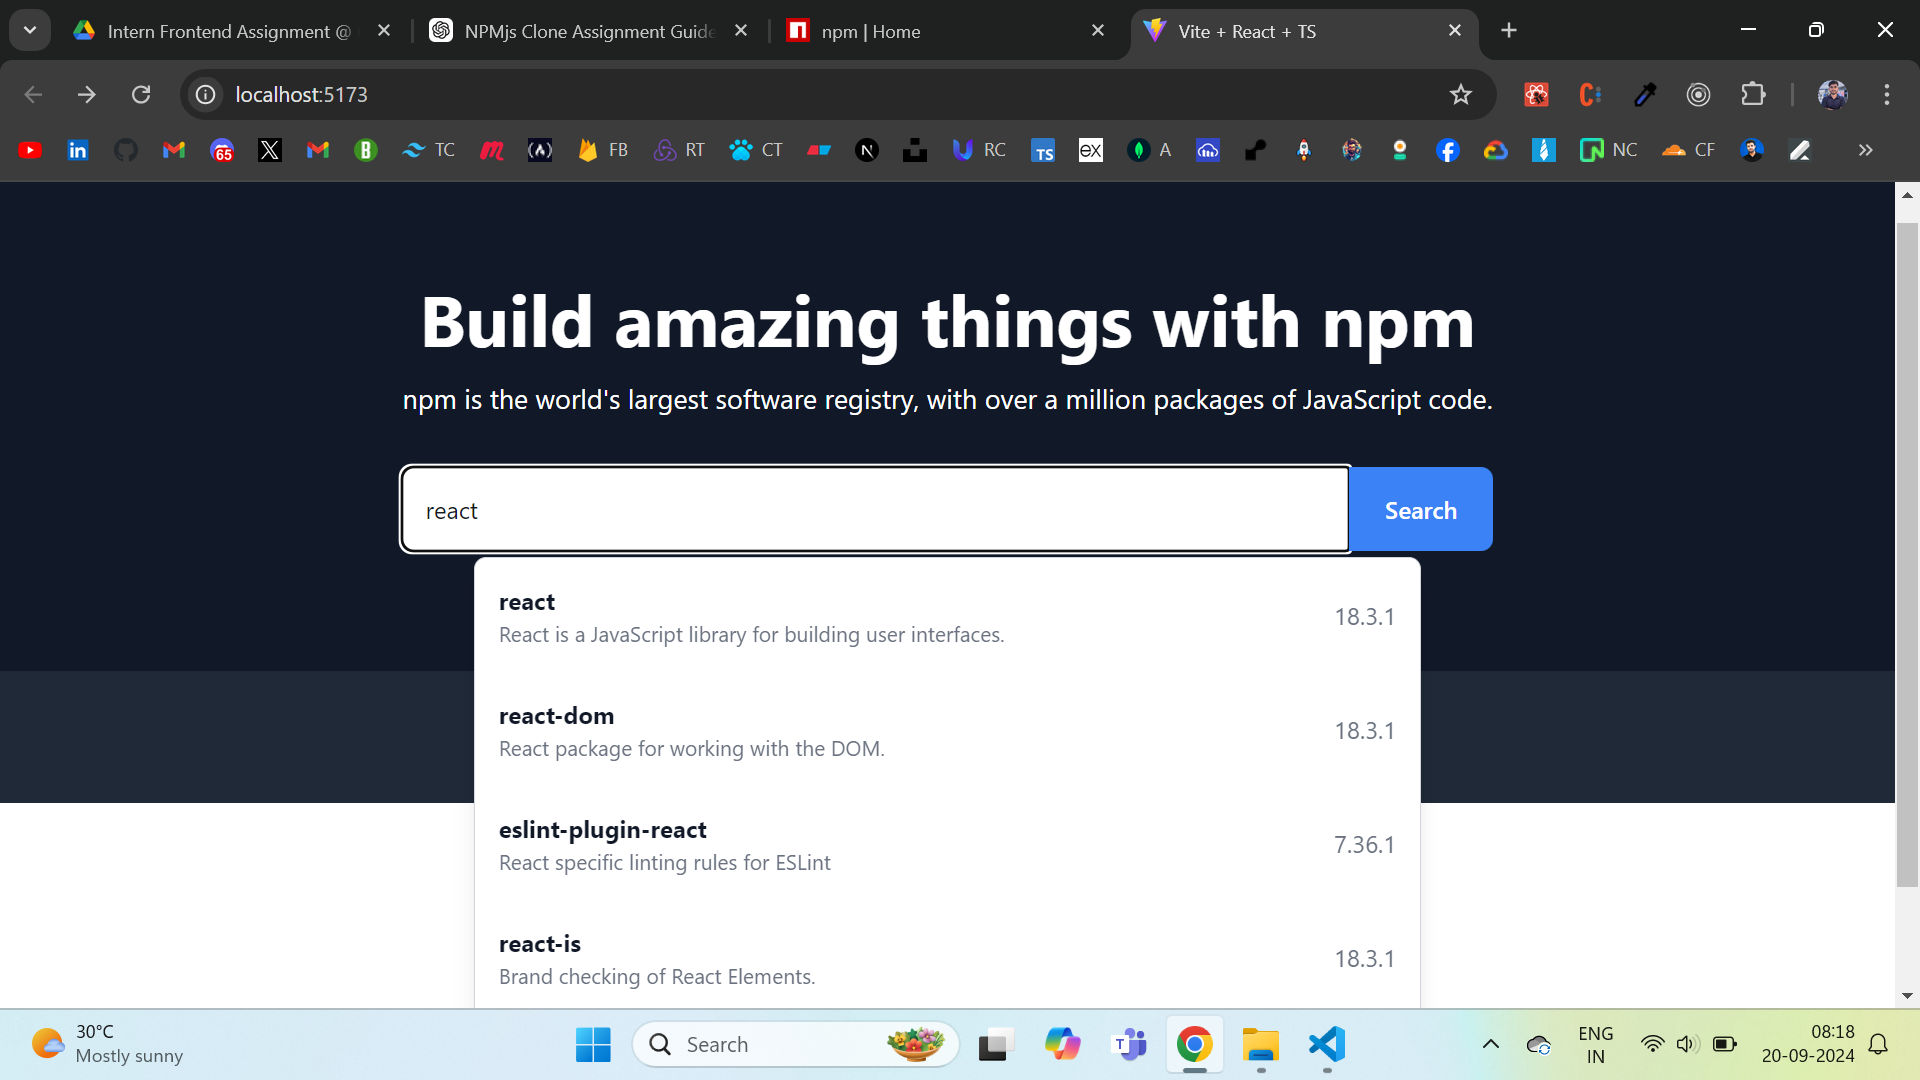 Intern Frontend Assignment @
NPMjs Clone Assignment Guide
npm | Home
Vite + React + TS
localhost:5173
65
TC
FB
RT
CT
RC
TS
ex
A
NC
CF
Build amazing things with npm
npm is the world's largest software registry, with over a million packages of JavaScript code.
react
Search
react
18.3.1
React is a JavaScript library for building user interfaces.
react-dom
18.3.1
React package for working with the DOM.
eslint-plugin-react
7.36.1
React specific linting rules for ESLint
react-is
18.3.1
Brand checking of React Elements.
30°C
Mostly sunny
Search
ENG
IN
08:18
20-09-2024